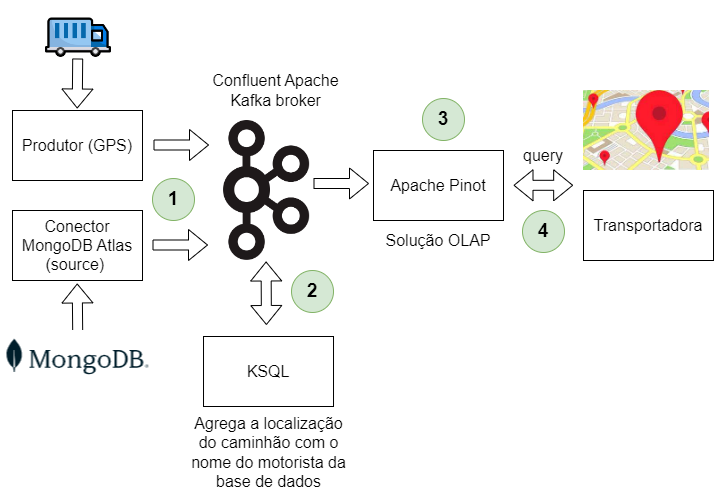 Confluent Apache
Kafka broker
Produtor (GPS)
1
Conector
MongoDB Atlas
(source)
MongoDB.
2
KSQL
Agrega a localização
do caminhão com o
nome do motorista da
base de dados
3
Apache Pinot
Solução OLAP
query
4
Transportadora